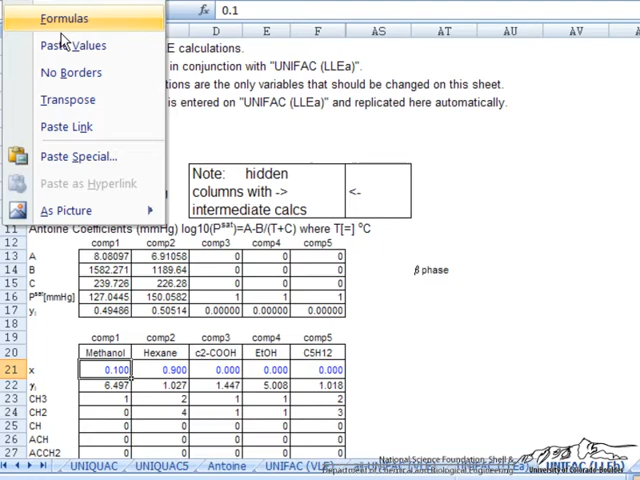 Formulas
0.1
Paste Values
E calculations.
No Borders
in conjunction with "UNIFAC (LLEa)".
Transpose
tions are the only variables that should be changed on this sheet.
is entered on "UNIFAC (LLEa)" and replicated here automatically.
Paste Link
Paste Special...
Paste as Hyperlink
As Picture
D E F AS AT AU AV
Note: hidden
columns with -> <-
intermediate calcs
11 Antoine Coefficients (mmHg) log10(Psat)=A-B/(T+C) where T[=] oC
12 comp1 comp2 comp3 comp4 comp5
13 A 8.08097 6.91058 0 0 0
14 B 1582.271 1189.64 0 0 0 β phase
15 C 239.726 226.28 0 0 0
16 Psat[mmHg] 127.0445 150.0582 1 1 1
17 yi 0.49486 0.50514 0.00000 0.00000 0.00000
18
19 comp1 comp2 comp3 comp4 comp5
20 Methanol Hexane c2-COOH EtOH C5H12
21 x 0.100 0.900 0.000 0.000 0.000
22 γi 6.497 1.027 1.447 5.008 1.018
23 CH3 1 2 1 1 2
24 CH2 0 4 1 1 3
25 CH 0 0 0 0 0
26 ACH 0 0 0 0 0
27 ACCH2 0 0 0 0 0
National Science Foundation, Shell &
UNIQUAC UNIQUAC5 Antoine UNIFAC (VLE)
Department of Chemical and Biological Engineering University of Colorado Boulder